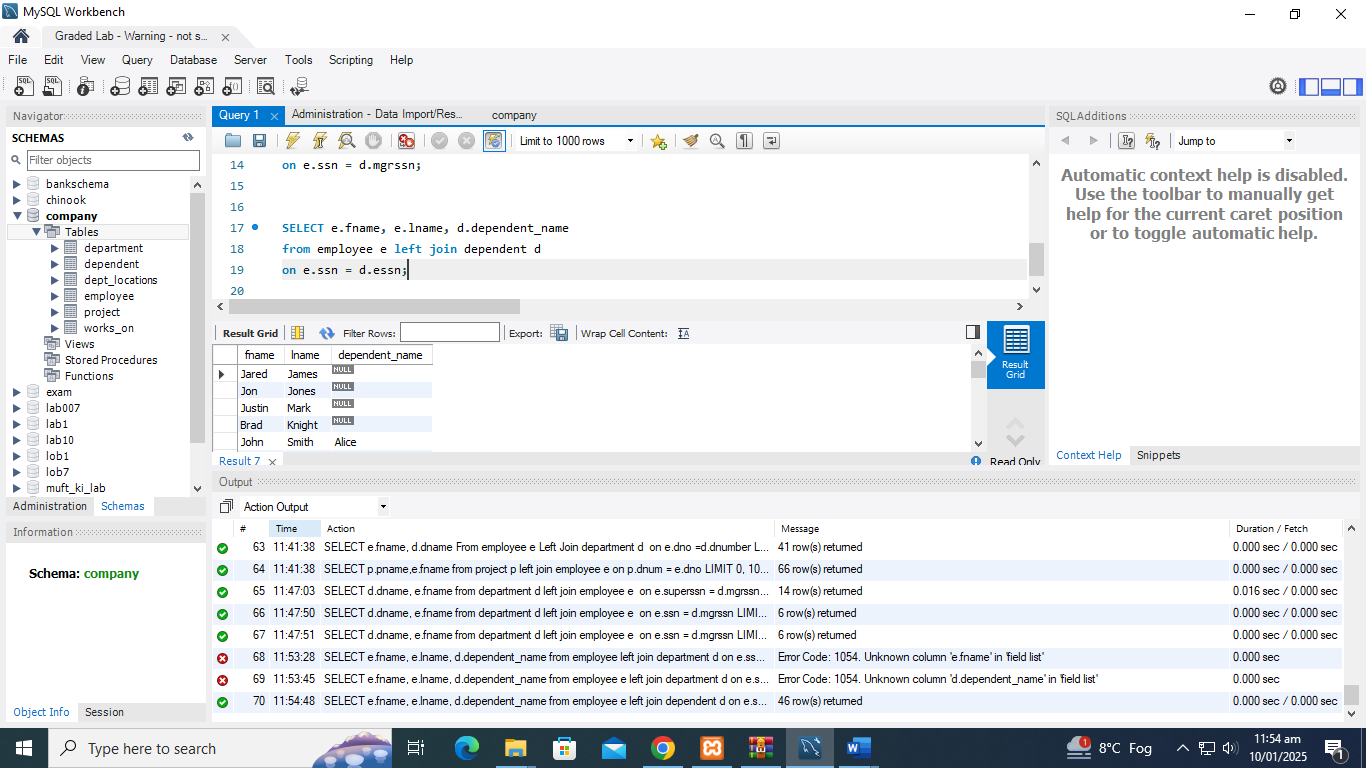 MySQL Workbench
Graded Lab - Warning - not s...
File Edit View Query Database Server Tools Scripting Help
Navigator
SCHEMAS
Filter objects
bankschema
chinook
company
Tables
department
dependent
dept_locations
employee
project
works_on
Views
Stored Procedures
Functions
exam
lab007
lab1
lab10
lob1
lob7
muft_ki_lab
Administration Schemas
Information
Schema: company
Object Info Session
Query 1 Administration - Data Import/Res... company
Limit to 1000 rows
14 on e.ssn = d.mgrssn;
15
16
17 SELECT e.fname, e.lname, d.dependent_name
18 from employee e left join dependent d
19 on e.ssn = d.essn;
20
Result Grid Filter Rows: Export: Wrap Cell Content:
fname lname dependent_name
Jared James NULL
Jon Jones NULL
Justin Mark NULL
Brad Knight NULL
John Smith Alice
Result 7
Result
Grid
Read Only
SQLAdditions
Jump to
Automatic context help is disabled.
Use the toolbar to manually get
help for the current caret position
or to toggle automatic help.
Context Help Snippets
Output
Action Output
# Time Action Message Duration / Fetch
63 11:41:38 SELECT e.fname, d.dname From employee e Left Join department d on e.dno =d.dnumber L... 41 row(s) returned 0.000 sec / 0.000 sec
64 11:41:38 SELECT p.pname,e.fname from project p left join employee e on p.dnum = e.dno LIMIT 0, 10... 66 row(s) returned 0.000 sec / 0.000 sec
65 11:47:03 SELECT d.dname, e.fname from department d left join employee e on e.superssn = d.mgrssn... 14 row(s) returned 0.016 sec / 0.000 sec
66 11:47:50 SELECT d.dname, e.fname from department d left join employee e on e.ssn = d.mgrssn LIMI... 6 row(s) returned 0.000 sec / 0.000 sec
67 11:47:51 SELECT d.dname, e.fname from department d left join employee e on e.ssn = d.mgrssn LIMI... 6 row(s) returned 0.000 sec / 0.000 sec
68 11:53:28 SELECT e.fname, e.lname, d.dependent_name from employee left join department d on e.ss... Error Code: 1054. Unknown column 'e.fname' in 'field list' 0.000 sec
69 11:53:45 SELECT e.fname, e.lname, d.dependent_name from employee e left join department d on e.s... Error Code: 1054. Unknown column 'd.dependent_name' in 'field list' 0.000 sec
70 11:54:48 SELECT e.fname, e.lname, d.dependent_name from employee e left join dependent d on e.s... 46 row(s) returned 0.000 sec / 0.000 sec
Type here to search
1
8°C Fog
11:54 am
10/01/2025
1